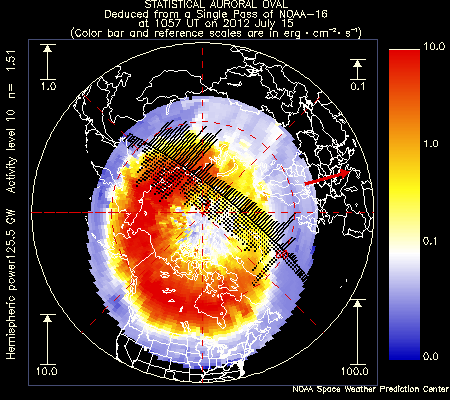 STATISTICAL AURORAL OVAL
Deduced from a Single Pass of NOAA-16
at 1057 UT on 2012 July 15
(Color bar and reference scales are in erg · cm⁻² · s⁻¹)
1.0
0.1
10.0
100.0
Hemispheric power125.5 GW Activity level 10 n= 1.51
10.0
1.0
0.1
0.0
NOAA Space Weather Prediction Center